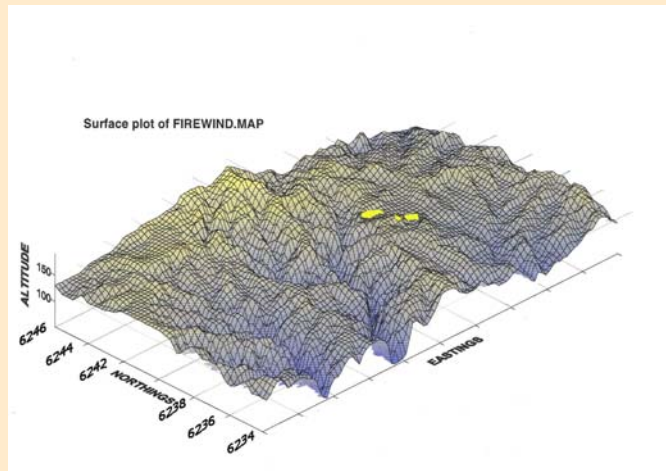 Surface plot of FIREWIND.MAP
ALTITUDE
150
100
6246
6244
6242
NORTHINGS
6238
6236
6234
EASTINGS